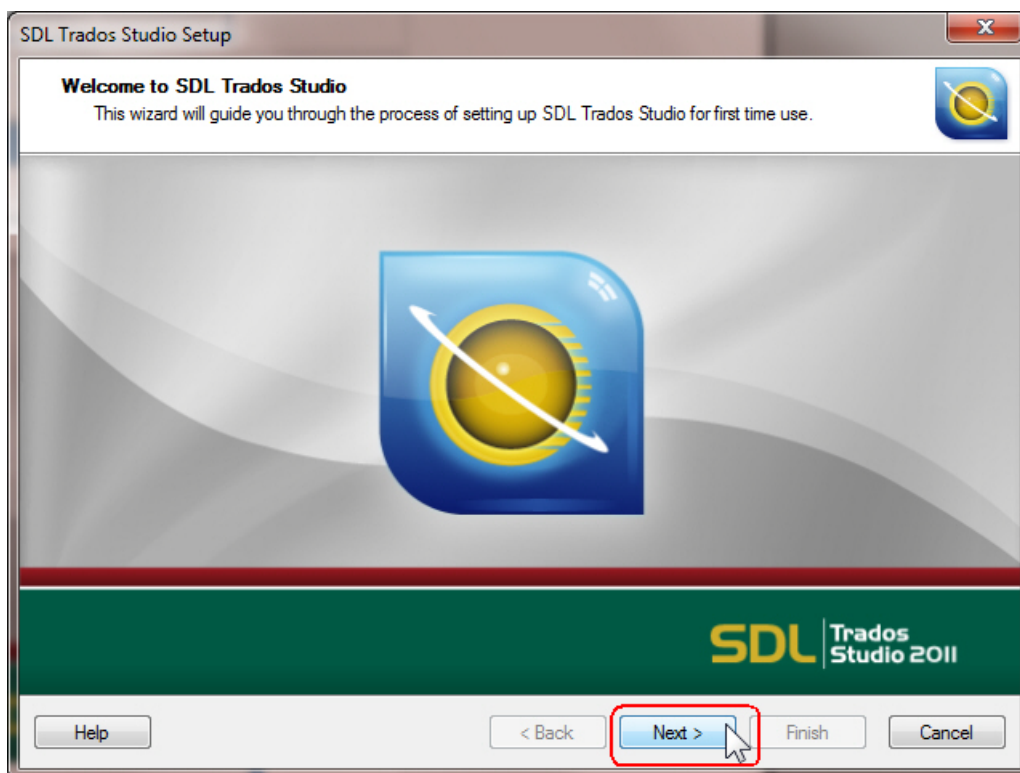 SDL Trados Studio Setup
Welcome to SDL Trados Studio
This wizard will guide you through the process of setting up SDL Trados Studio for first time use.
SDL Trados
Studio 2011
Help
< Back
Next >
Finish
Cancel